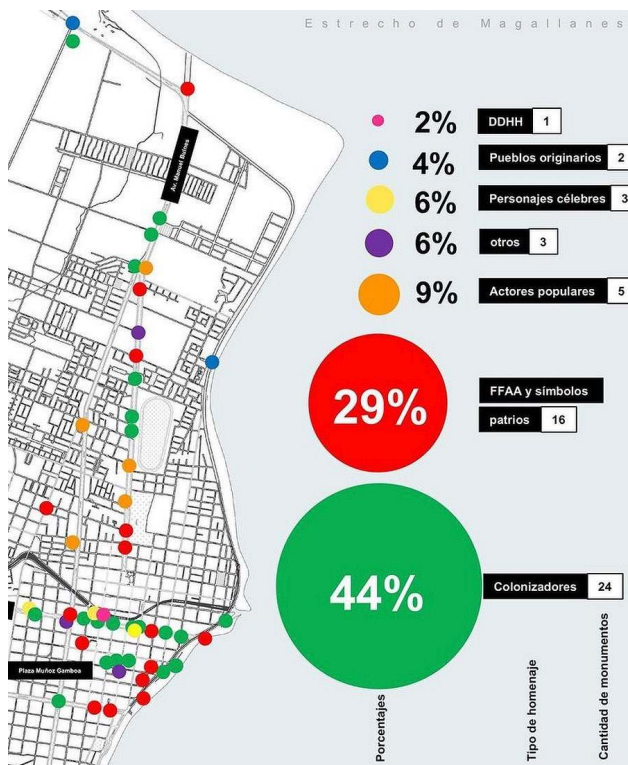 Estrecho de Magallanes
Av. Manuel Bulnes
2% DDHH 1
4% Pueblos originarios 2
6% Personajes célebres 3
6% otros 3
9% Actores populares 5
29% FFAA y símbolos
patrios 16
44% Colonizadores 24
Plaza Muñoz Gamboa
Porcentajes
Tipo de homenaje
Cantidad de monumentos